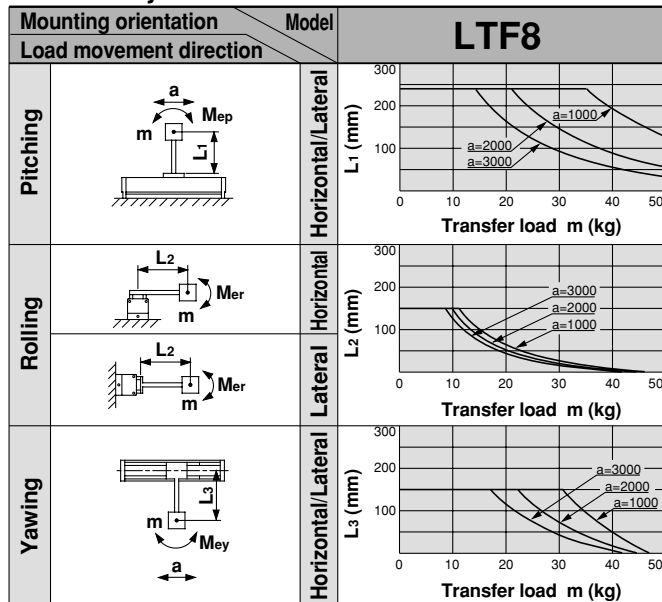 Mounting orientation
Model
Load movement direction
LTF8
Pitching
a
Mep
m
L1
Horizontal/Lateral
L1 (mm)
300
200
100
a=1000
a=2000
a=3000
0 10 20 30 40 50
Transfer load m (kg)
Rolling
L2
Mer
m
Horizontal
L2
Mer
m
Lateral
L2 (mm)
300
200
100
a=3000
a=2000
a=1000
0 10 20 30 40 50
Transfer load m (kg)
Yawing
L3
m
Mey
a
Horizontal/Lateral
L3 (mm)
300
200
100
a=3000
a=2000
a=1000
0 10 20 30 40 50
Transfer load m (kg)